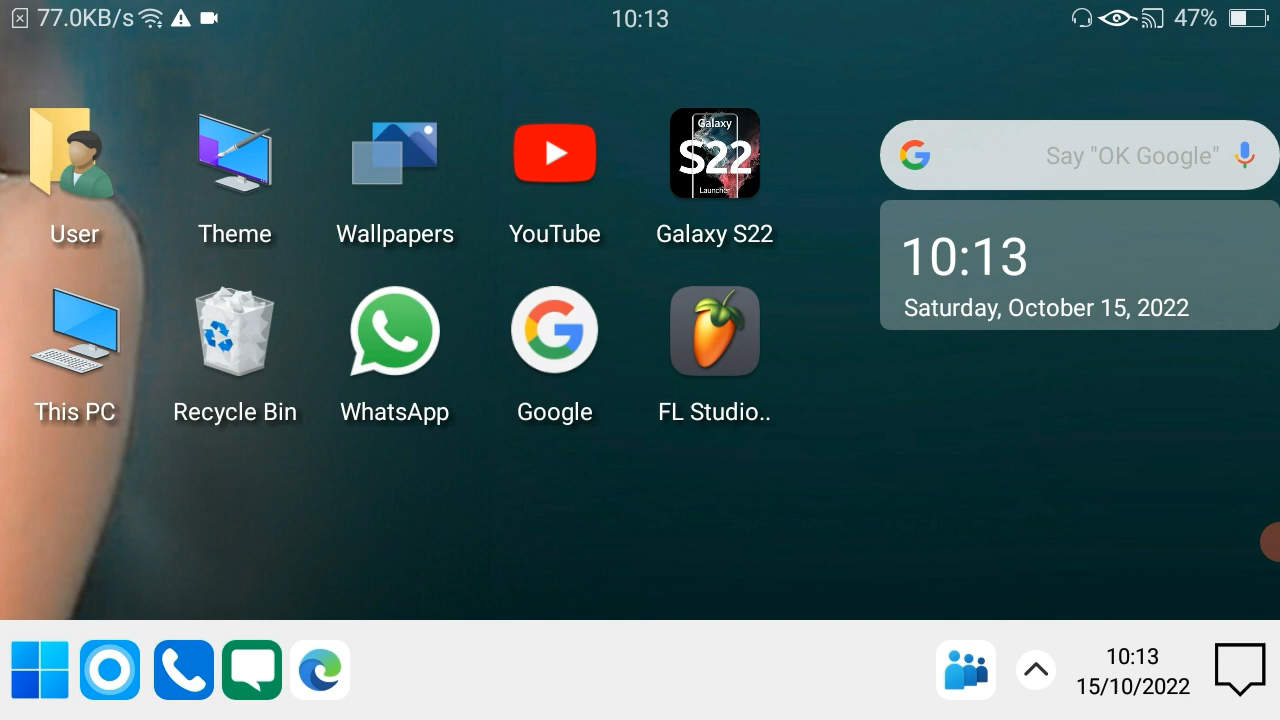 77.0KB/s
10:13
47%
Galaxy
S22
Launcher
Say "OK Google"
User
Theme
Wallpapers
YouTube
Galaxy S22
10:13
Saturday, October 15, 2022
This PC
Recycle Bin
WhatsApp
Google
FL Studio..
10:13
15/10/2022